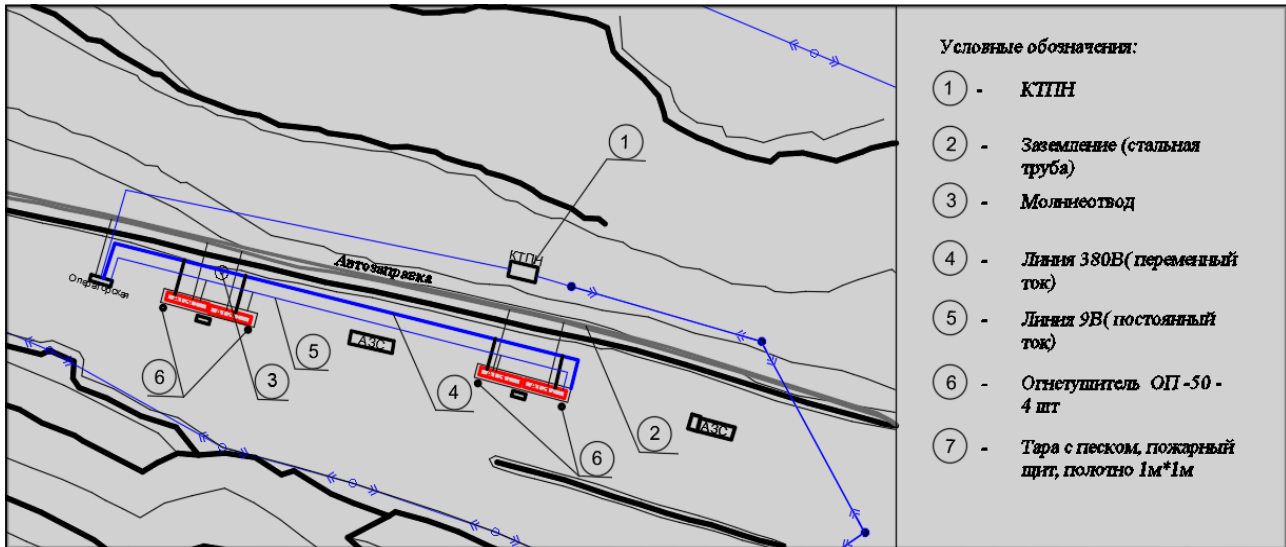 Условные обозначения:
1 - КТПН
2 - Заземление (стальная
труба)
3 - Молниеотвод
4 - Линия 380В( переменный
ток)
5 - Линия 9В( постоянный
ток)
6 - Огнетушитель ОП -50 -
4 шт
7 - Тара с песком, пожарный
щит, полотно 1м*1м
1
КТПН
Автозаправка
Операторская
АЗС
АЗС
6
3
5
4
6
2